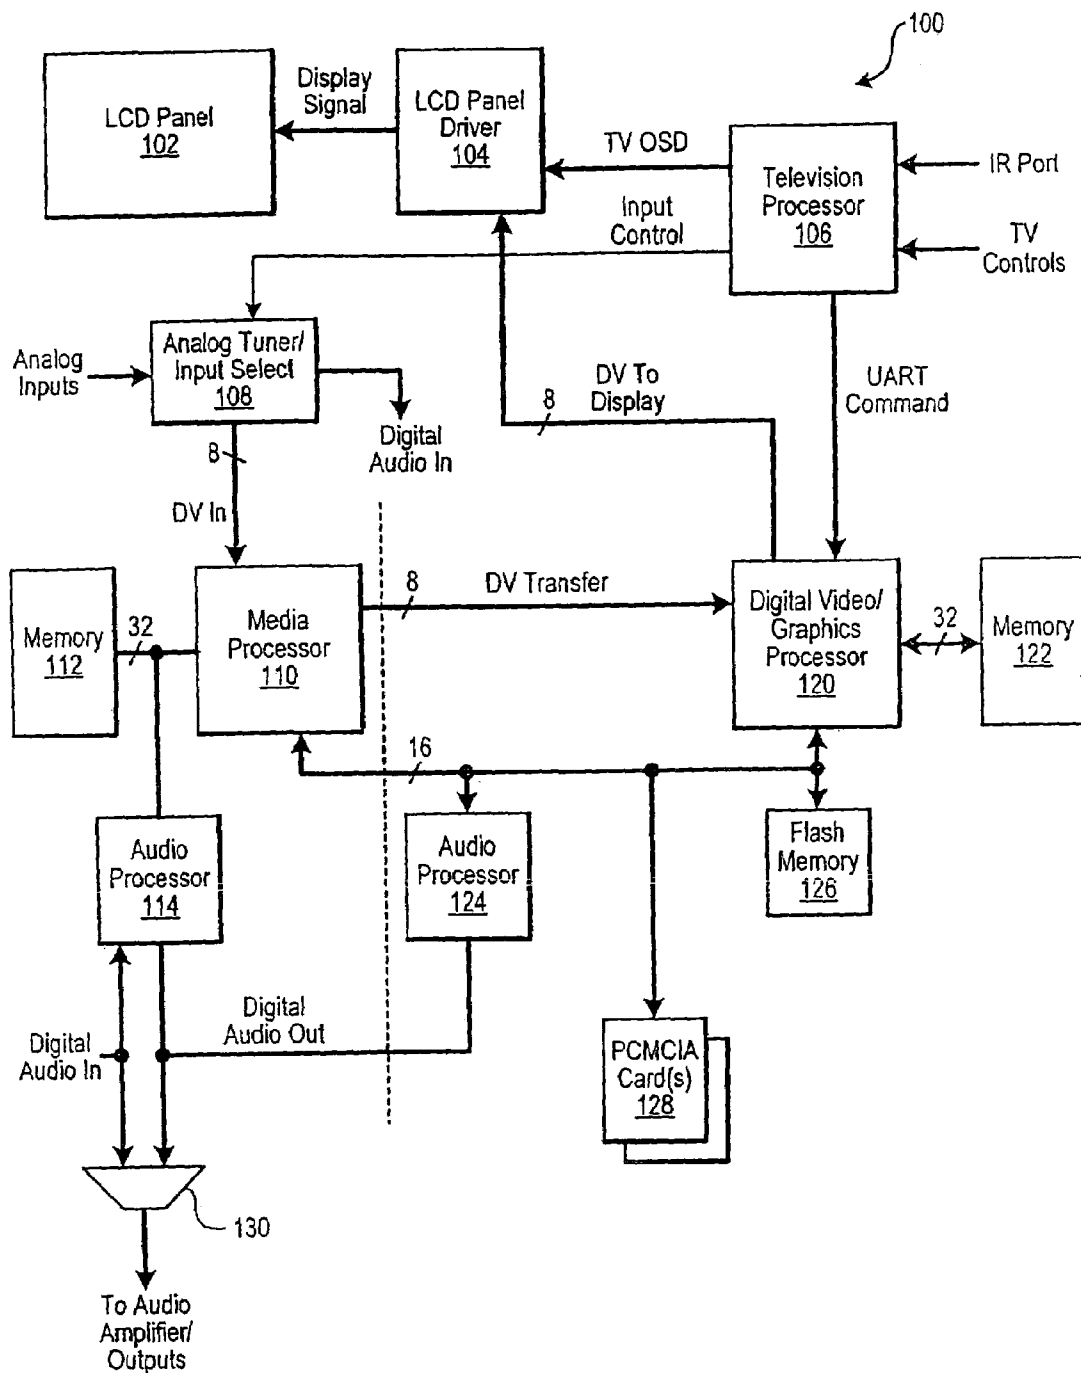 100
LCD Panel
102
Display
Signal
LCD Panel
Driver
104
TV OSD
Television
Processor
106
IR Port
TV
Controls
Input
Control
Analog
Inputs
Analog Tuner/
Input Select
108
Digital
Audio In
8
DV In
8
DV To
Display
UART
Command
Memory
112
32
Media
Processor
110
8
DV Transfer
Digital Video/
Graphics
Processor
120
32
Memory
122
16
Audio
Processor
114
Audio
Processor
124
Flash
Memory
126
Digital
Audio In
Digital
Audio Out
PCMCIA
Card(s)
128
130
To Audio
Amplifier/
Outputs